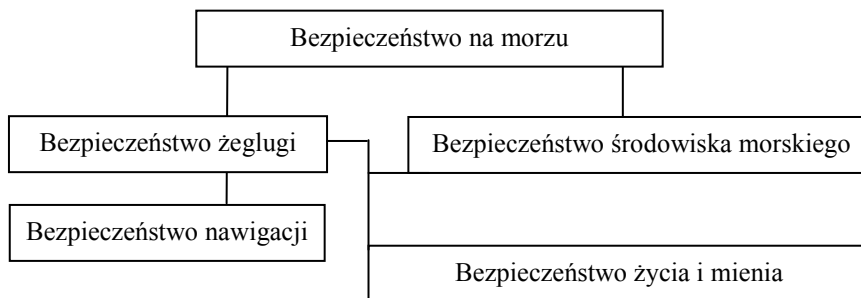 Bezpieczeństwo na morzu
Bezpieczeństwo żeglugi
Bezpieczeństwo środowiska morskiego
Bezpieczeństwo nawigacji
Bezpieczeństwo życia i mienia